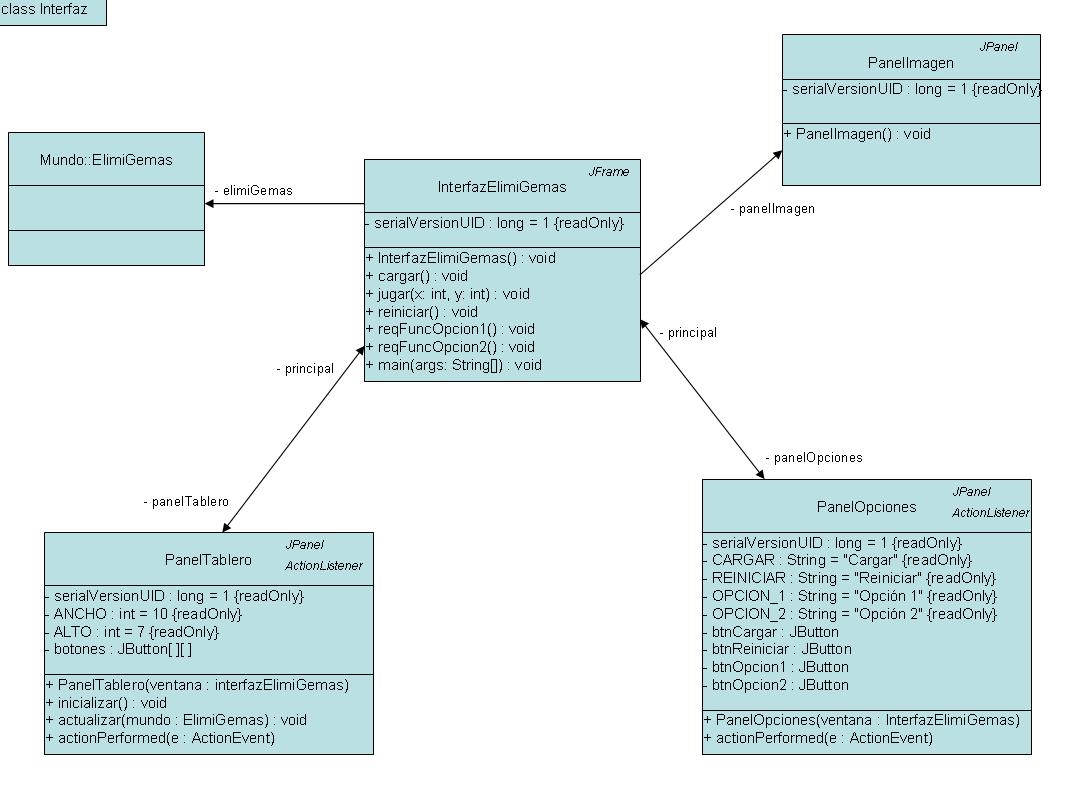 class Interfaz
JPanel
PanelImagen
- serialVersionUID : long = 1 {readOnly}
+ PanelImagen() : void
Mundo::ElimiGemas
- elimiGemas
JFrame
InterfazElimiGemas
- serialVersionUID : long = 1 {readOnly}
+ InterfazElimiGemas() : void
+ cargar() : void
+ jugar(x: int, y: int) : void
+ reiniciar() : void
+ reqFuncOpcion1() : void
+ reqFuncOpcion2() : void
+ main(args: String[]) : void
- panelImagen
- principal
- principal
- panelOpciones
- panelTablero
JPanel
PanelTablero
ActionListener
- serialVersionUID : long = 1 {readOnly}
- ANCHO : int = 10 {readOnly}
- ALTO : int = 7 {readOnly}
- botones : JButton[ ][ ]
+ PanelTablero(ventana : interfazElimiGemas)
+ inicializar() : void
+ actualizar(mundo : ElimiGemas) : void
+ actionPerformed(e : ActionEvent)
JPanel
PanelOpciones
ActionListener
- serialVersionUID : long = 1 {readOnly}
- CARGAR : String = "Cargar" {readOnly}
- REINICIAR : String = "Reiniciar" {readOnly}
- OPCION_1 : String = "Opción 1" {readOnly}
- OPCION_2 : String = "Opción 2" {readOnly}
- btnCargar : JButton
- btnReiniciar : JButton
- btnOpcion1 : JButton
- btnOpcion2 : JButton
+ PanelOpciones(ventana : InterfazElimiGemas)
+ actionPerformed(e : ActionEvent)